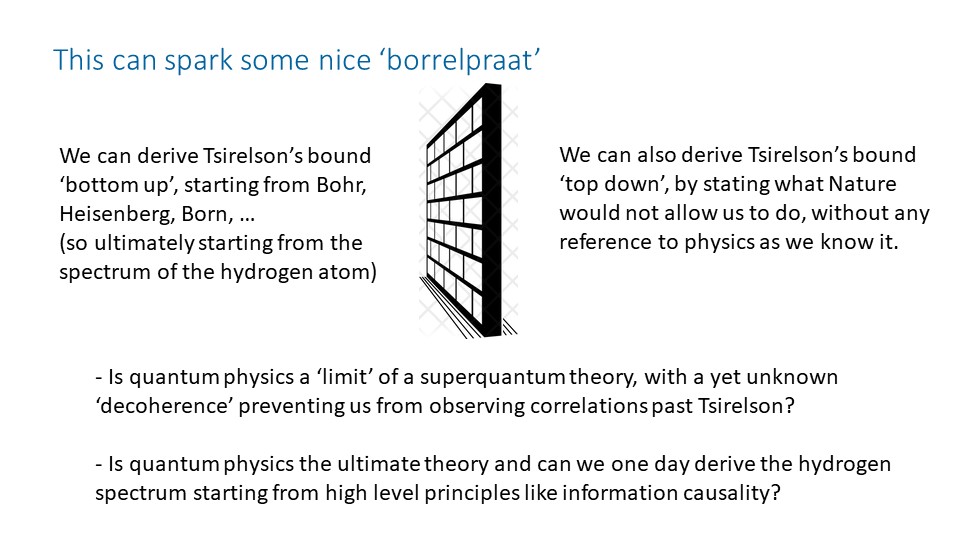 This can spark some nice ‘borrelpraat’
We can derive Tsirelson’s bound
‘bottom up’, starting from Bohr,
Heisenberg, Born, …
(so ultimately starting from the
spectrum of the hydrogen atom)
We can also derive Tsirelson’s bound
‘top down’, by stating what Nature
would not allow us to do, without any
reference to physics as we know it.
- Is quantum physics a ‘limit’ of a superquantum theory, with a yet unknown
‘decoherence’ preventing us from observing correlations past Tsirelson?
- Is quantum physics the ultimate theory and can we one day derive the hydrogen
spectrum starting from high level principles like information causality?